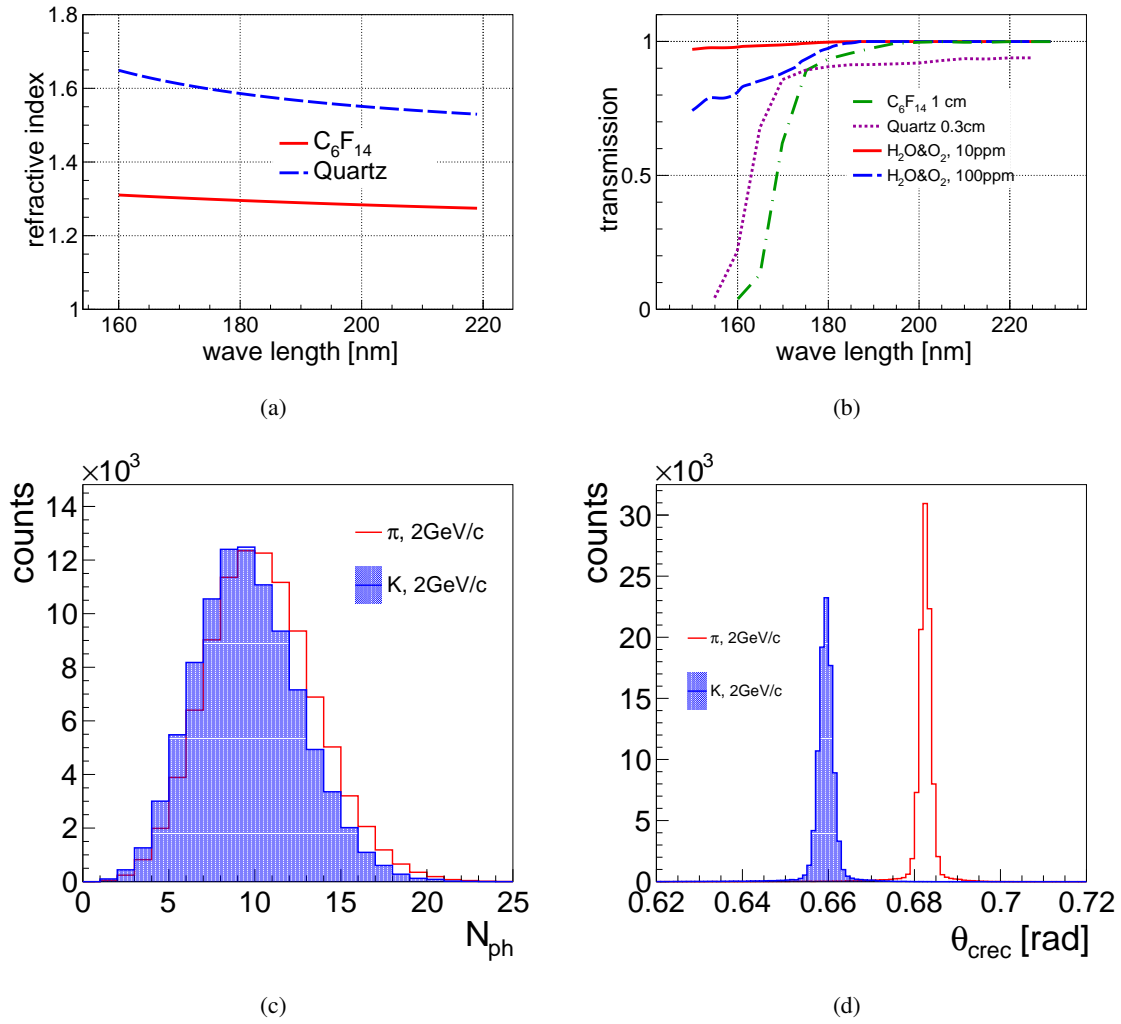 1.8
1.6
1.4
1.2
1
refractive index
C₆F₁₄
Quartz
160 180 200 220
wave length [nm]
(a)
1
0.5
0
transmission
C₆F₁₄ 1 cm
Quartz 0.3cm
H₂O&O₂, 10ppm
H₂O&O₂, 100ppm
160 180 200 220
wave length [nm]
(b)
×10³
counts
14
12
10
8
6
4
2
0
π, 2GeV/c
K, 2GeV/c
0 5 10 15 20 25
N_ph
(c)
×10³
counts
30
25
20
15
10
5
0
π, 2GeV/c
K, 2GeV/c
0.62 0.64 0.66 0.68 0.7 0.72
θ_crec [rad]
(d)